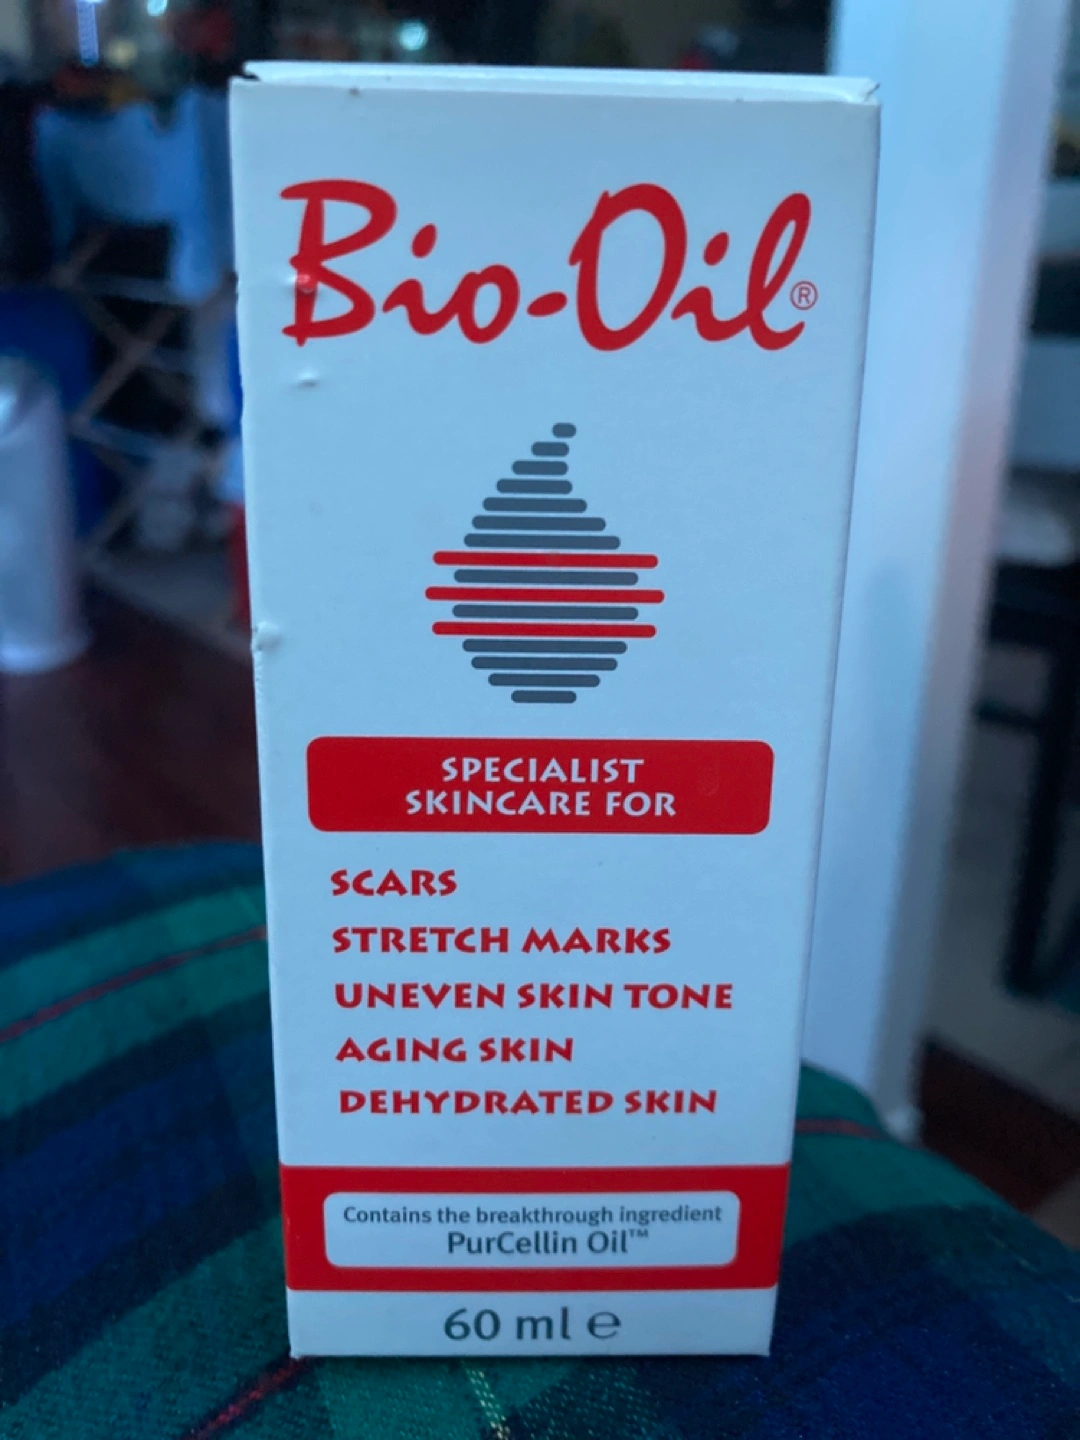 Bio-Oil®
SPECIALIST
SKINCARE FOR
SCARS
STRETCH MARKS
UNEVEN SKIN TONE
AGING SKIN
DEHYDRATED SKIN
Contains the breakthrough ingredient
PurCellin Oil™
60 ml ℮